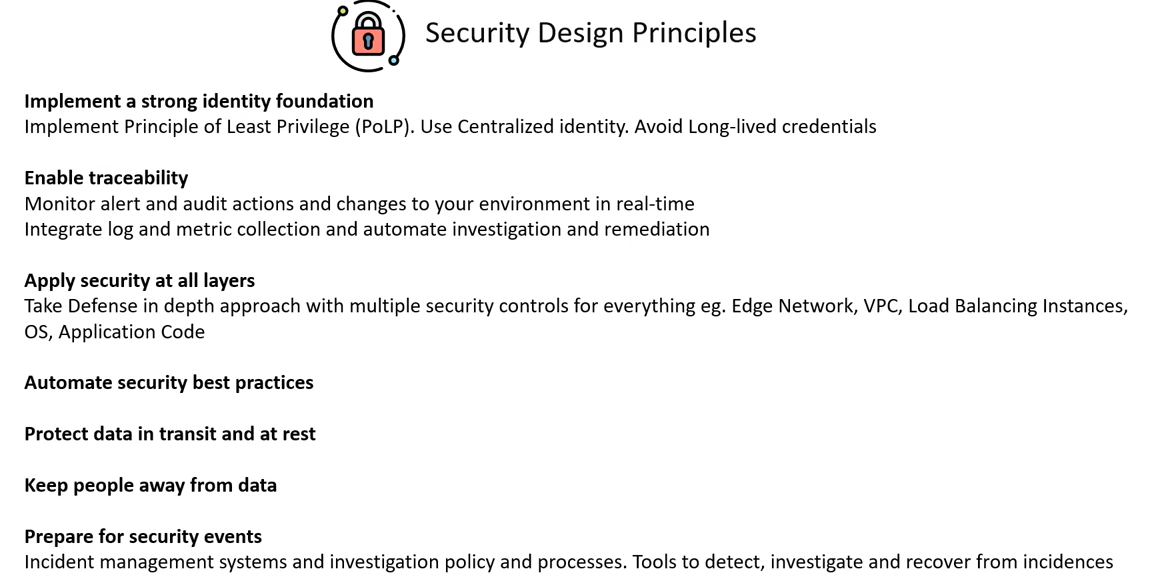 Security Design Principles
Implement a strong identity foundation
Implement Principle of Least Privilege (PoLP). Use Centralized identity. Avoid Long-lived credentials
Enable traceability
Monitor alert and audit actions and changes to your environment in real-time
Integrate log and metric collection and automate investigation and remediation
Apply security at all layers
Take Defense in depth approach with multiple security controls for everything eg. Edge Network, VPC, Load Balancing Instances,
OS, Application Code
Automate security best practices
Protect data in transit and at rest
Keep people away from data
Prepare for security events
Incident management systems and investigation policy and processes. Tools to detect, investigate and recover from incidences